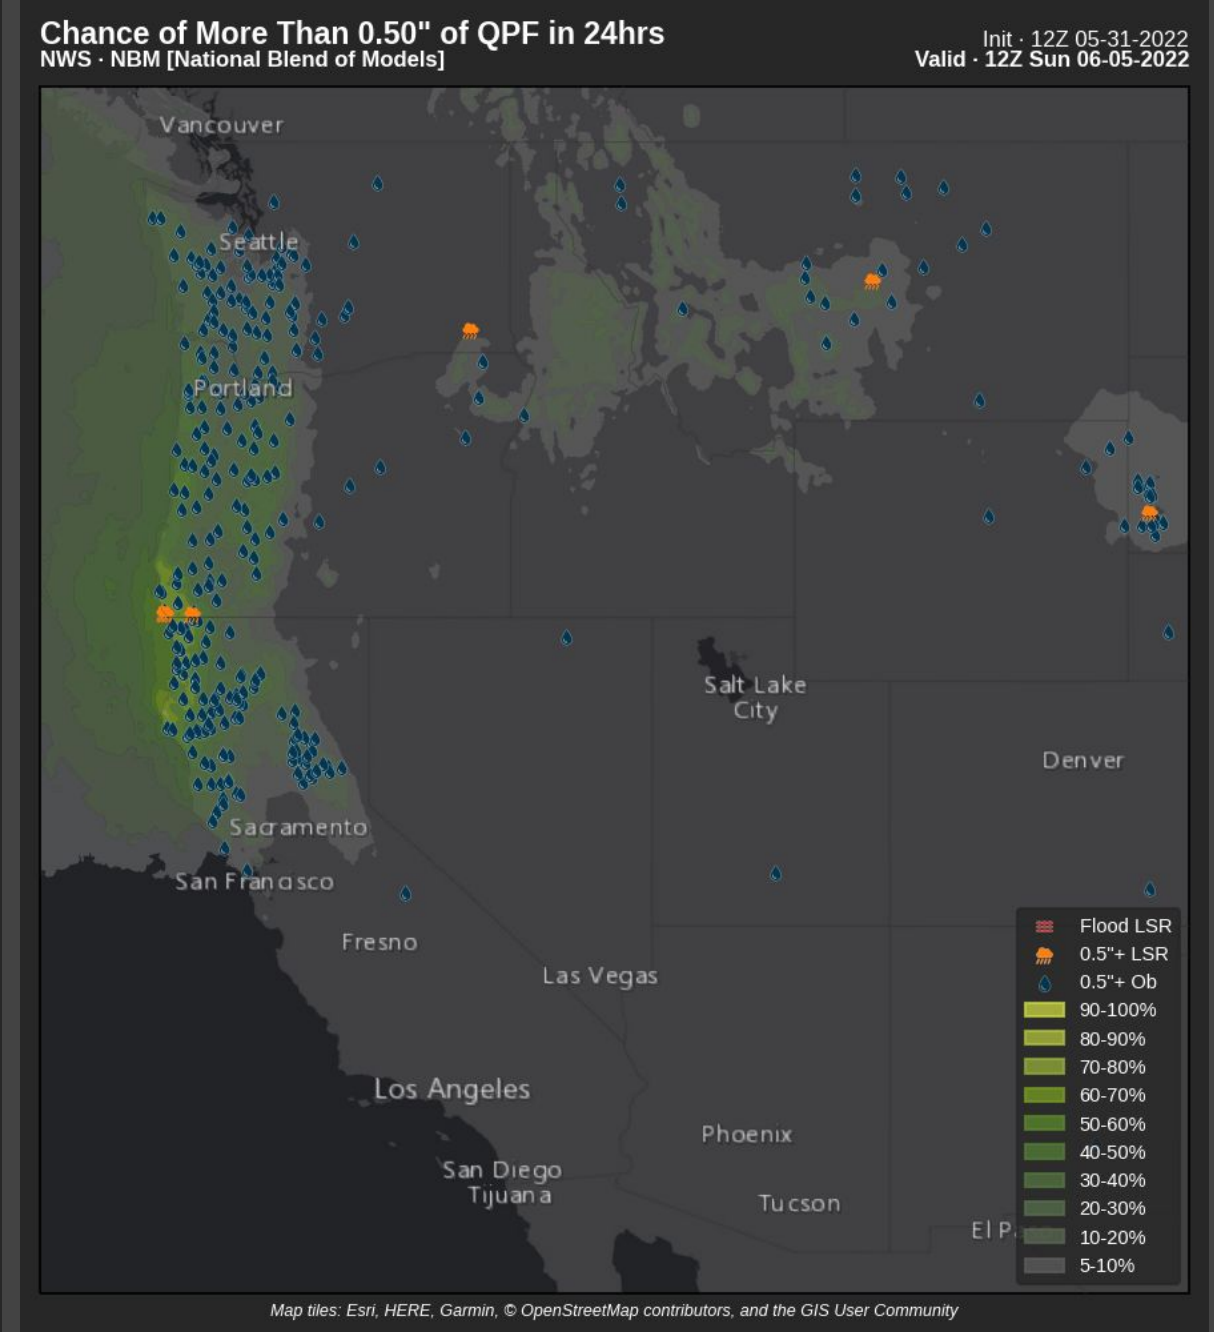 Chance of More Than 0.50" of QPF in 24hrs
NWS · NBM [National Blend of Models]
Init · 12Z 05-31-2022
Valid · 12Z Sun 06-05-2022
Vancouver
Seattle
Portland
Salt Lake
City
Denver
Sacramento
San Francisco
Fresno
Las Vegas
Los Angeles
Phoenix
San Diego
Tijuana
Tucson
El P
Flood LSR
0.5"+ LSR
0.5"+ Ob
90-100%
80-90%
70-80%
60-70%
50-60%
40-50%
30-40%
20-30%
10-20%
5-10%
Map tiles: Esri, HERE, Garmin, © OpenStreetMap contributors, and the GIS User Community